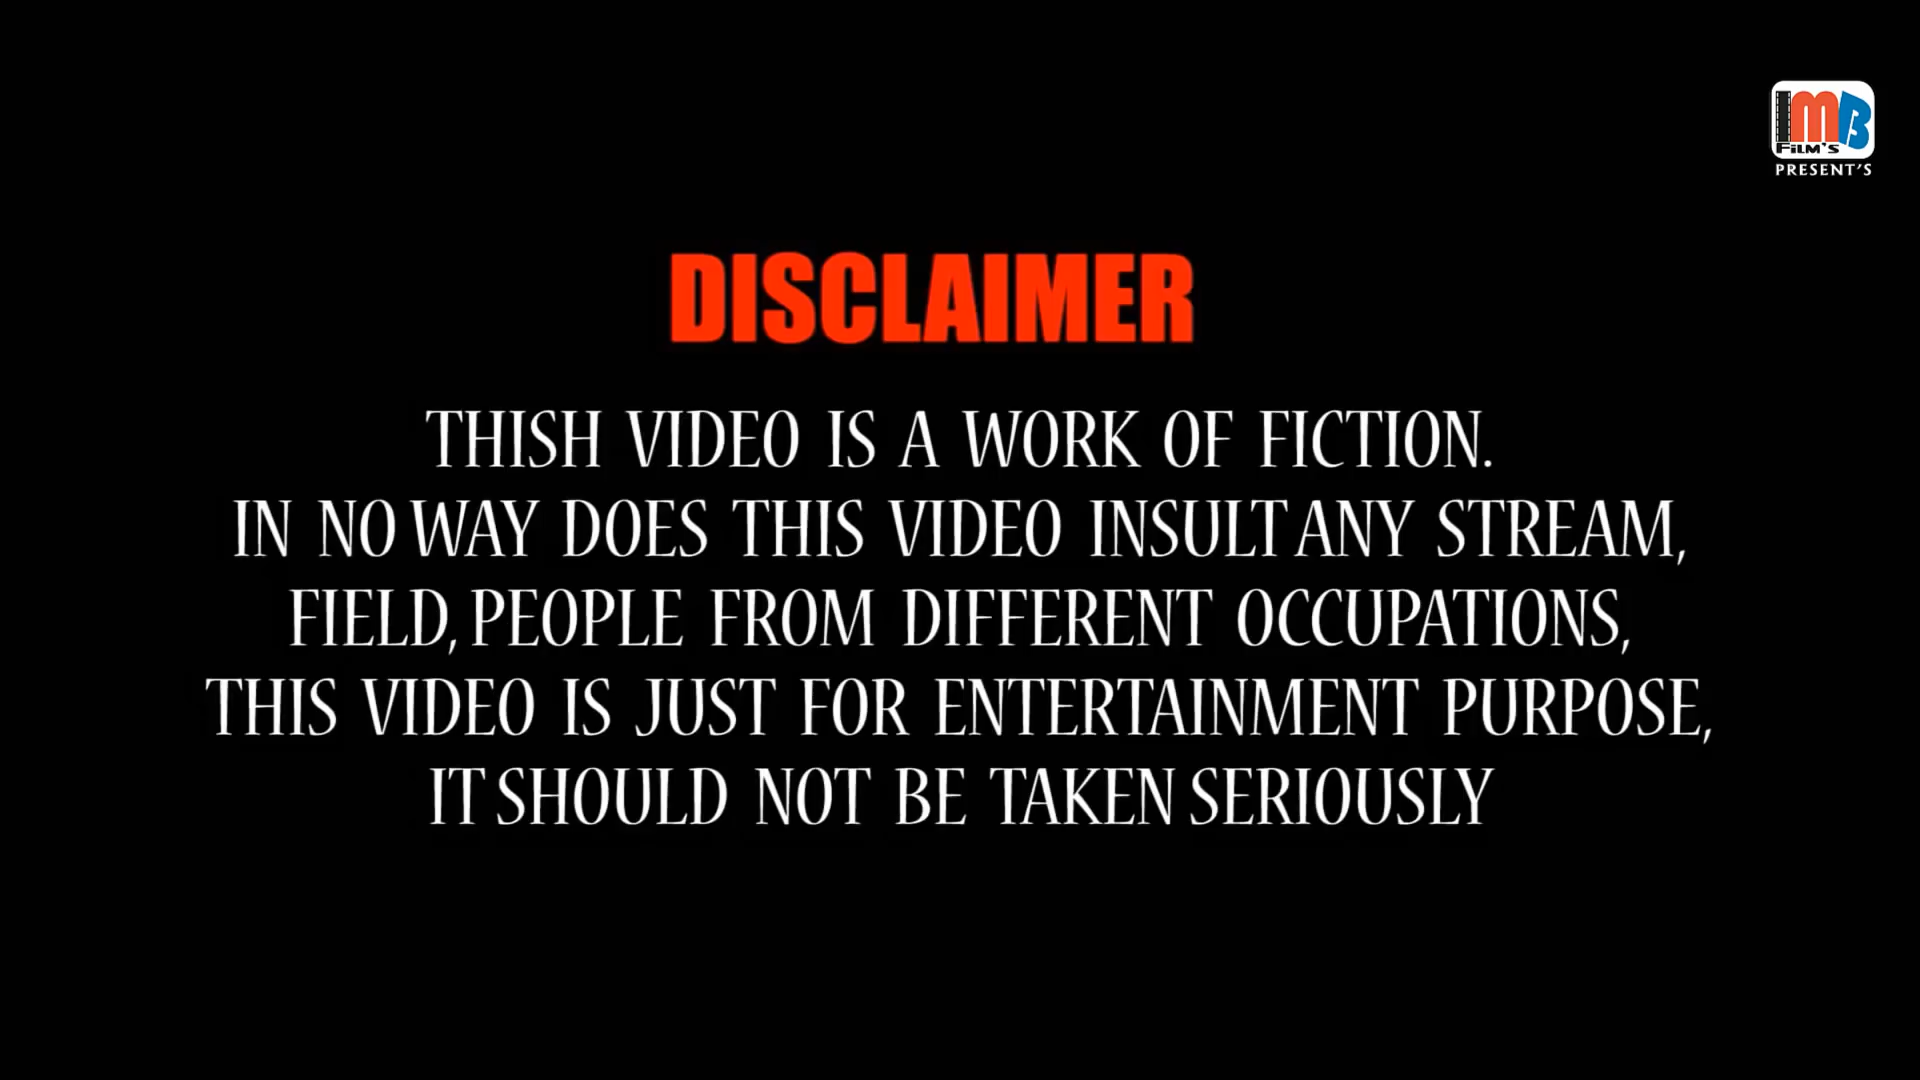 IMB
FiLM'S
PRESENT'S
DISCLAIMER
THISH VIDEO IS A WORK OF FICTION.
IN NO WAY DOES THIS VIDEO INSULT ANY STREAM,
FIELD, PEOPLE FROM DIFFERENT OCCUPATIONS,
THIS VIDEO IS JUST FOR ENTERTAINMENT PURPOSE,
IT SHOULD NOT BE TAKEN SERIOUSLY